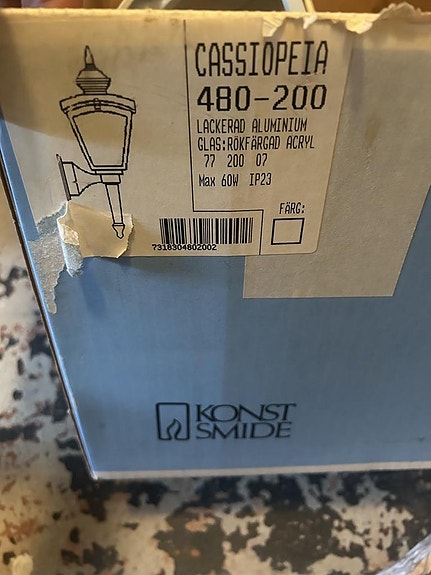 CASSIOPEIA
480-200
LACKERAD ALUMINIUM
GLAS:RÖKFÄRGAD ACRYL
77 200 07
Max 60W IP23
FÄRG:
7318304802002
KONST
SMIDE